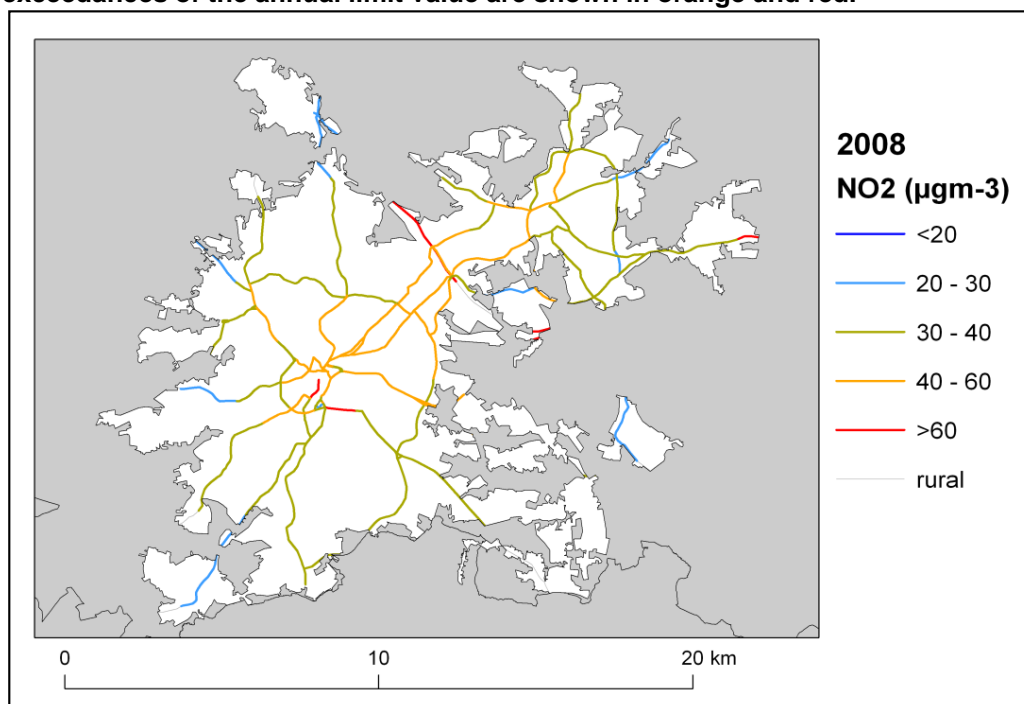 exceedances of the annual limit value are shown in orange and red.
2008
NO2 (µgm-3)
<20
20 - 30
30 - 40
40 - 60
>60
rural
0 10 20 km